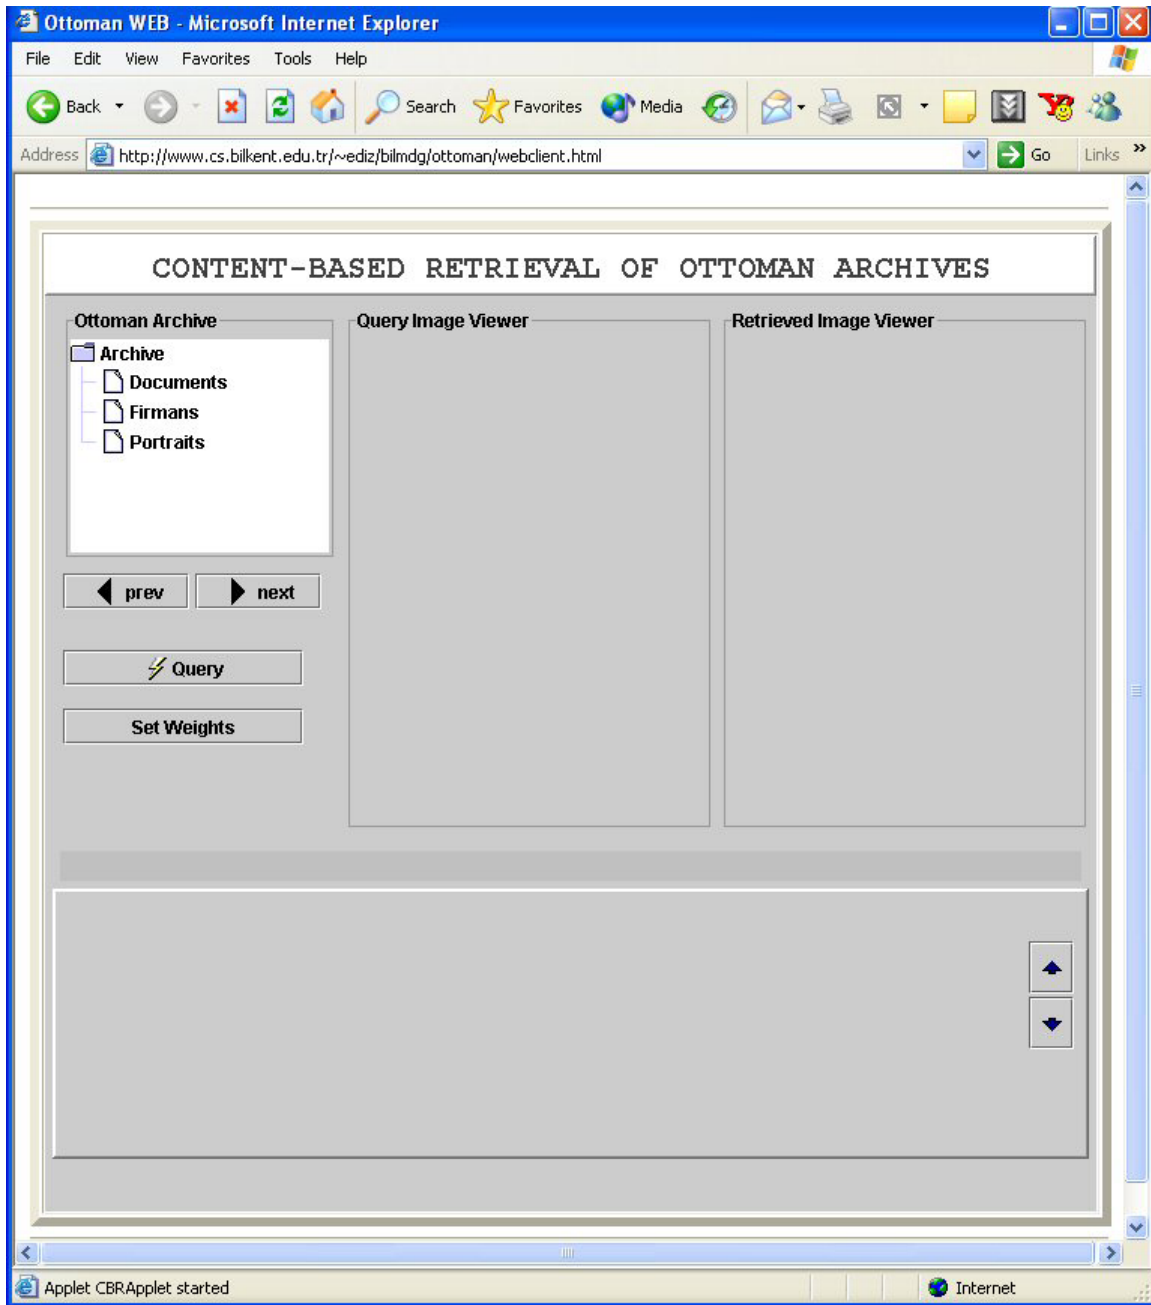 Ottoman WEB - Microsoft Internet Explorer
File Edit View Favorites Tools Help
Back Search Favorites Media
Address http://www.cs.bilkent.edu.tr/~ediz/bilmdg/ottoman/webclient.html Go Links »
CONTENT-BASED RETRIEVAL OF OTTOMAN ARCHIVES
Ottoman Archive Query Image Viewer Retrieved Image Viewer
Archive
Documents
Firmans
Portraits
prev next
Query
Set Weights
Applet CBRApplet started Internet